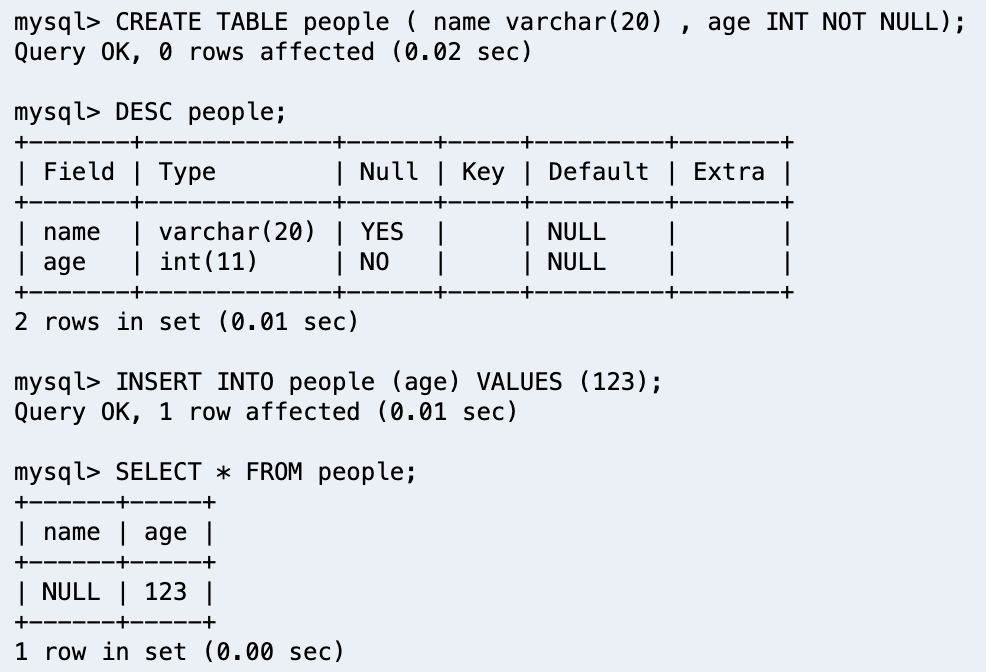 mysql> CREATE TABLE people ( name varchar(20) , age INT NOT NULL);
Query OK, 0 rows affected (0.02 sec)

mysql> DESC people;
+-------+-------------+------+-----+---------+-------+
| Field | Type        | Null | Key | Default | Extra |
+-------+-------------+------+-----+---------+-------+
| name  | varchar(20) | YES  |     | NULL    |       |
| age   | int(11)     | NO   |     | NULL    |       |
+-------+-------------+------+-----+---------+-------+
2 rows in set (0.01 sec)

mysql> INSERT INTO people (age) VALUES (123);
Query OK, 1 row affected (0.01 sec)

mysql> SELECT * FROM people;
+------+-----+
| name | age |
+------+-----+
| NULL | 123 |
+------+-----+
1 row in set (0.00 sec)